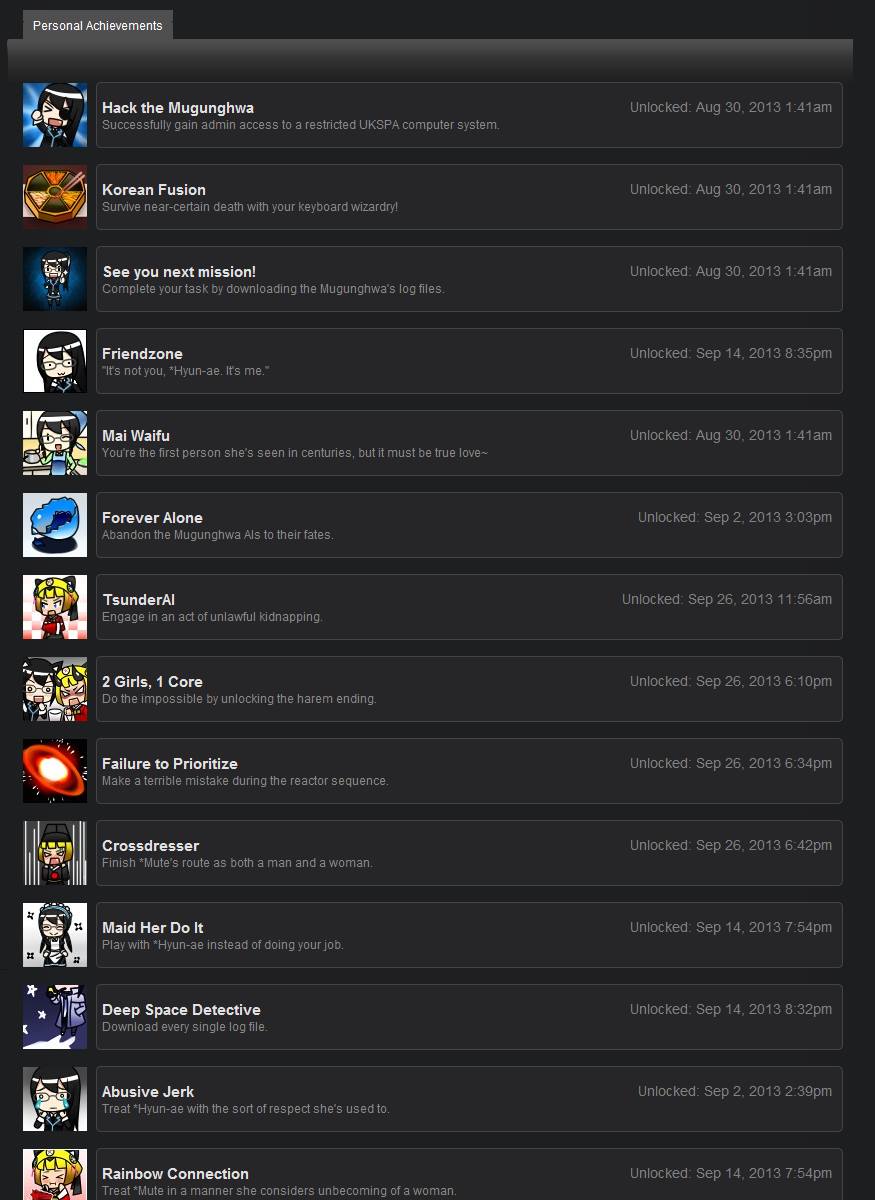 Personal Achievements
Hack the Mugunghwa
Unlocked: Aug 30, 2013 1:41am
Successfully gain admin access to a restricted UKSPA computer system.
Korean Fusion
Unlocked: Aug 30, 2013 1:41am
Survive near-certain death with your keyboard wizardry!
See you next mission!
Unlocked: Aug 30, 2013 1:41am
Complete your task by downloading the Mugunghwa's log files.
Friendzone
Unlocked: Sep 14, 2013 8:35pm
"It's not you, *Hyun-ae. It's me."
Mai Waifu
Unlocked: Aug 30, 2013 1:41am
You're the first person she's seen in centuries, but it must be true love~
Forever Alone
Unlocked: Sep 2, 2013 3:03pm
Abandon the Mugunghwa AIs to their fates.
TsunderAI
Unlocked: Sep 26, 2013 11:56am
Engage in an act of unlawful kidnapping.
2 Girls, 1 Core
Unlocked: Sep 26, 2013 6:10pm
Do the impossible by unlocking the harem ending.
Failure to Prioritize
Unlocked: Sep 26, 2013 6:34pm
Make a terrible mistake during the reactor sequence.
Crossdresser
Unlocked: Sep 26, 2013 6:42pm
Finish *Mute's route as both a man and a woman.
Maid Her Do It
Unlocked: Sep 14, 2013 7:54pm
Play with *Hyun-ae instead of doing your job.
Deep Space Detective
Unlocked: Sep 14, 2013 8:32pm
Download every single log file.
Abusive Jerk
Unlocked: Sep 2, 2013 2:39pm
Treat *Hyun-ae with the sort of respect she's used to.
Rainbow Connection
Unlocked: Sep 14, 2013 7:54pm
Treat *Mute in a manner she considers unbecoming of a woman.